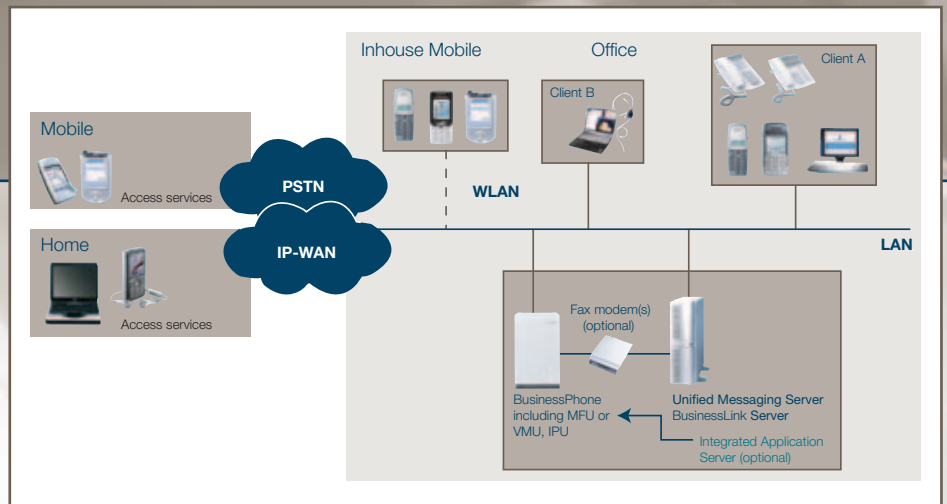 Inhouse Mobile
Office
Client A
Client B
Mobile
Access services
PSTN
WLAN
Home
IP-WAN
LAN
Access services
Fax modem(s)
(optional)
BusinessPhone
including MFU or
VMU, IPU
Unified Messaging Server
BusinessLink Server
Integrated Application
Server (optional)